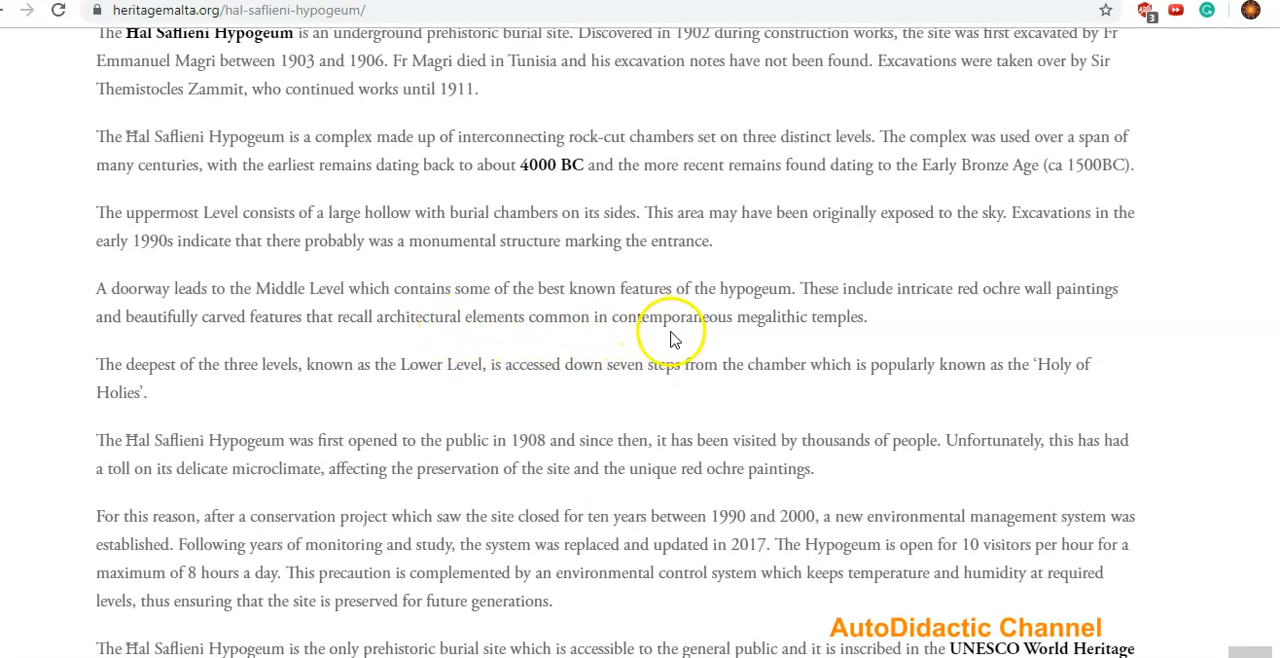 heritagemalta.org/hal-saflieni-hypogeum/
3
The Ħal Saflieni Hypogeum is an underground prehistoric burial site. Discovered in 1902 during construction works, the site was first excavated by Fr
Emmanuel Magri between 1903 and 1906. Fr Magri died in Tunisia and his excavation notes have not been found. Excavations were taken over by Sir
Themistocles Zammit, who continued works until 1911.
The Ħal Saflieni Hypogeum is a complex made up of interconnecting rock-cut chambers set on three distinct levels. The complex was used over a span of
many centuries, with the earliest remains dating back to about 4000 BC and the more recent remains found dating to the Early Bronze Age (ca 1500BC).
The uppermost Level consists of a large hollow with burial chambers on its sides. This area may have been originally exposed to the sky. Excavations in the
early 1990s indicate that there probably was a monumental structure marking the entrance.
A doorway leads to the Middle Level which contains some of the best known features of the hypogeum. These include intricate red ochre wall paintings
and beautifully carved features that recall architectural elements common in contemporaneous megalithic temples.
The deepest of the three levels, known as the Lower Level, is accessed down seven steps from the chamber which is popularly known as the ‘Holy of
Holies’.
The Ħal Saflieni Hypogeum was first opened to the public in 1908 and since then, it has been visited by thousands of people. Unfortunately, this has had
a toll on its delicate microclimate, affecting the preservation of the site and the unique red ochre paintings.
For this reason, after a conservation project which saw the site closed for ten years between 1990 and 2000, a new environmental management system was
established. Following years of monitoring and study, the system was replaced and updated in 2017. The Hypogeum is open for 10 visitors per hour for a
maximum of 8 hours a day. This precaution is complemented by an environmental control system which keeps temperature and humidity at required
levels, thus ensuring that the site is preserved for future generations.
AutoDidactic Channel
The Ħal Saflieni Hypogeum is the only prehistoric burial site which is accessible to the general public and it is inscribed in the UNESCO World Heritage